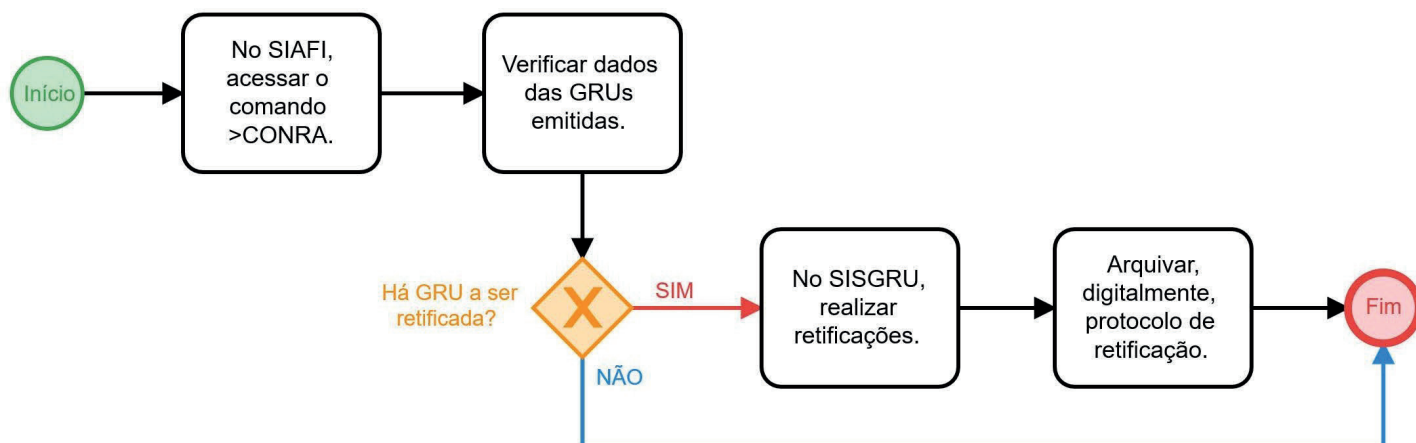 Início
No SIAFI,
acessar o
comando
>CONRA.
Verificar dados
das GRUs
emitidas.
Há GRU a ser
retificada?
X
SIM
NÃO
No SISGRU,
realizar
retificações.
Arquivar,
digitalmente,
protocolo de
retificação.
Fim